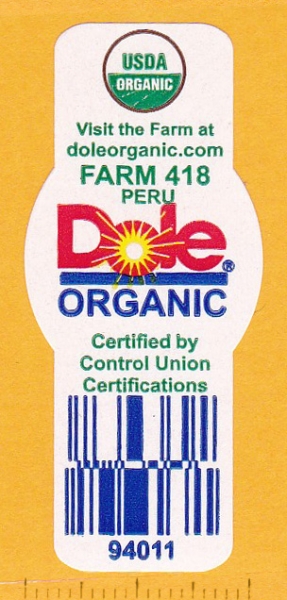 USDA
ORGANIC
Visit the Farm at
doleorganic.com
FARM 418
PERU
Dole®
ORGANIC
Certified by
Control Union
Certifications
94011